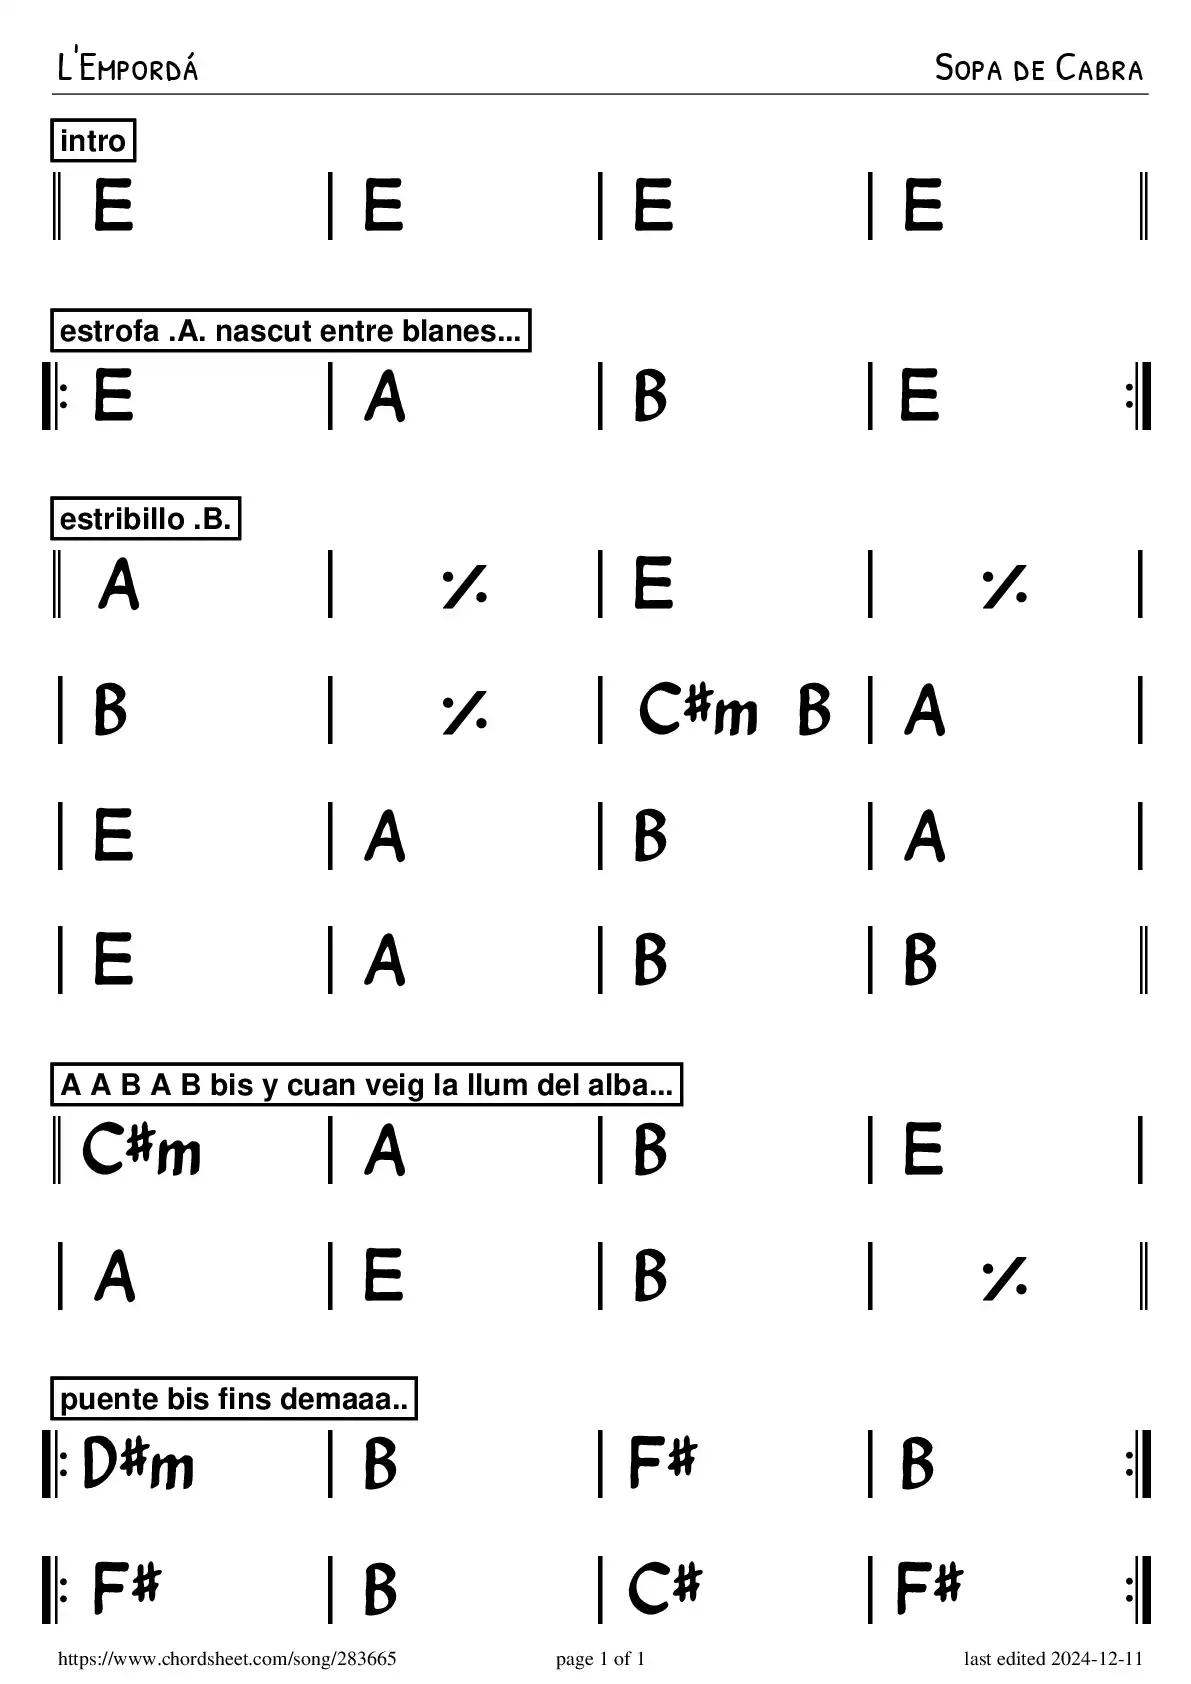 L'Empordá Sopa de Cabra
intro
E E E E
estrofa .A. nascut entre blanes...
E A B E
estribillo .B.
A % E %
B % C#m B A
E A B A
E A B B
A A B A B bis y cuan veig la llum del alba...
C#m A B E
A E B %
puente bis fins demaaa..
D#m B F# B
F# B C# F#
https://www.chordsheet.com/song/283665 page 1 of 1 last edited 2024-12-11